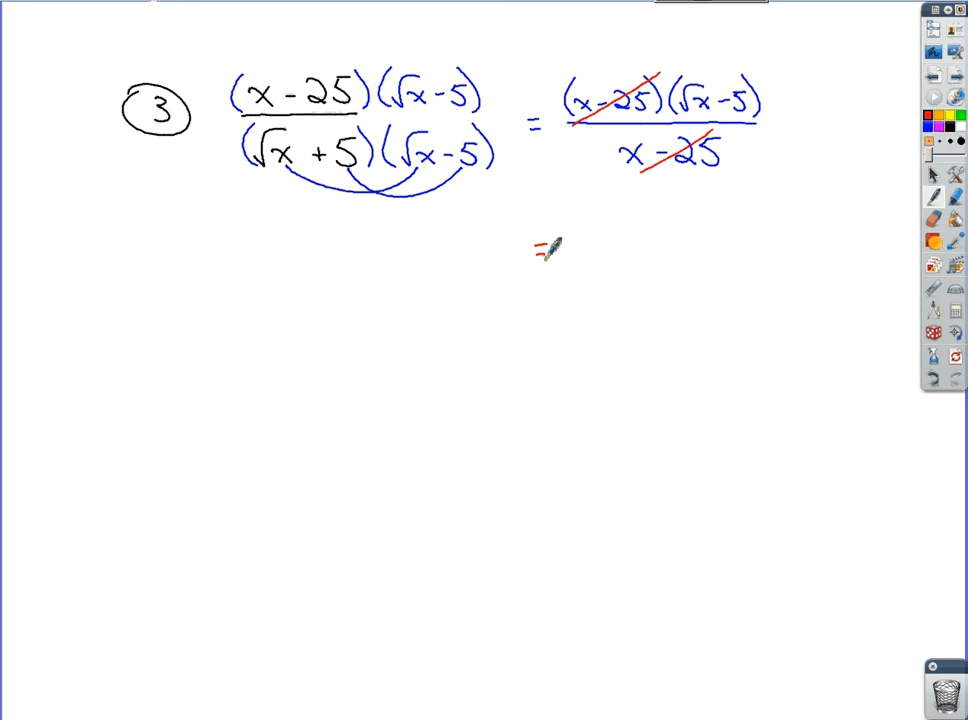 3 (x - 25)(√x - 5) = (x - 25)(√x - 5)
(√x + 5)(√x - 5) x - 25
=